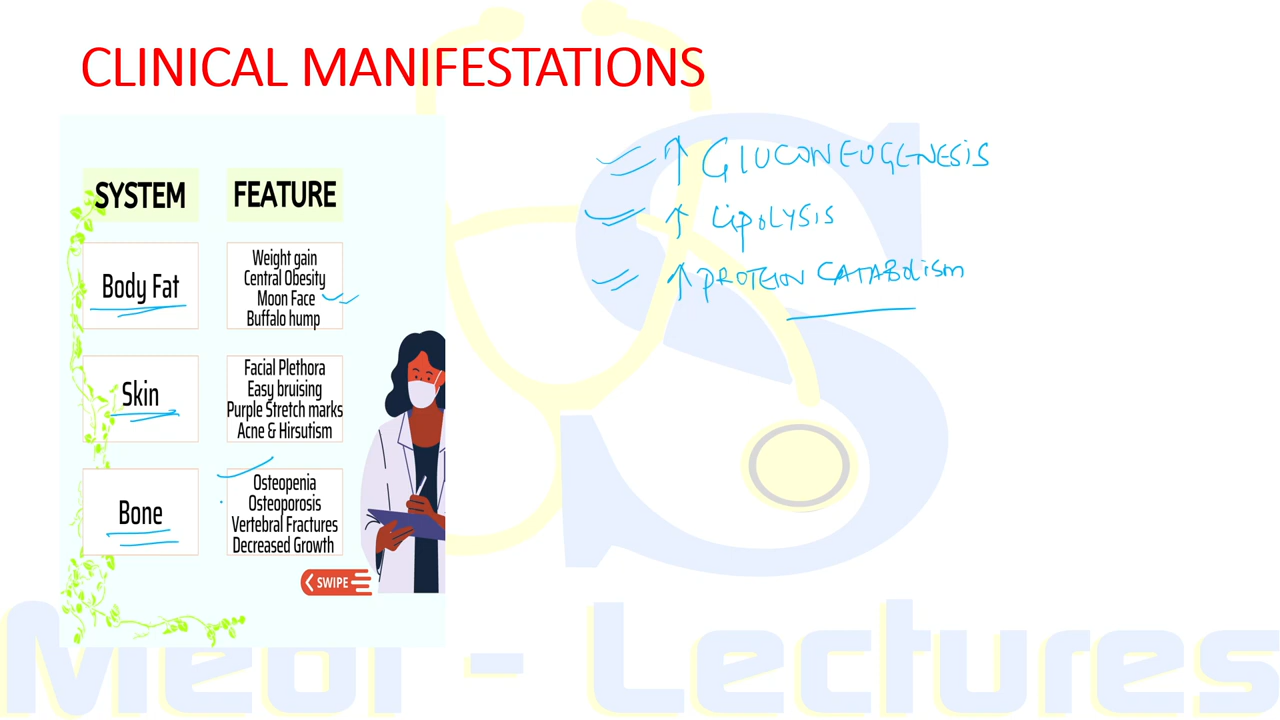 CLINICAL MANIFESTATIONS
SYSTEM
FEATURE
Body Fat
Weight gain
Central Obesity
Moon Face
Buffalo hump
Skin
Facial Plethora
Easy bruising
Purple Stretch marks
Acne & Hirsutism
Bone
Osteopenia
Osteoporosis
Vertebral Fractures
Decreased Growth
SWIPE
↑ GLUCONEOGENESIS
↑ LIPOLYSIS
↑ PROTEIN CATABOLISM
Medi - Lectures